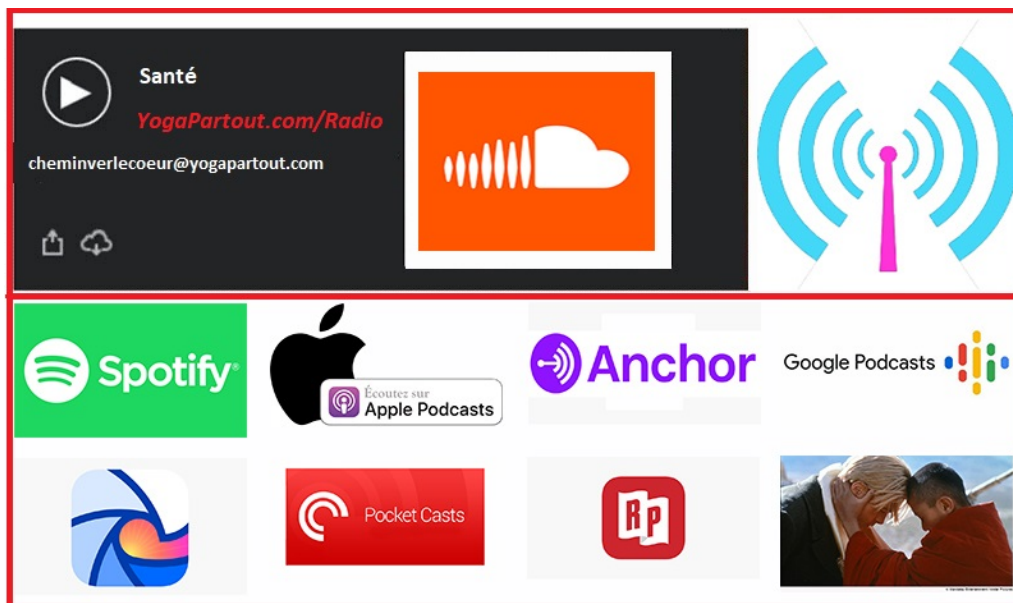 Santé
YogaPartout.com/Radio
cheminverlecoeur@yogapartout.com
Spotify®
Écoutez sur
Apple Podcasts
Anchor
Google Podcasts
Pocket Casts
RP